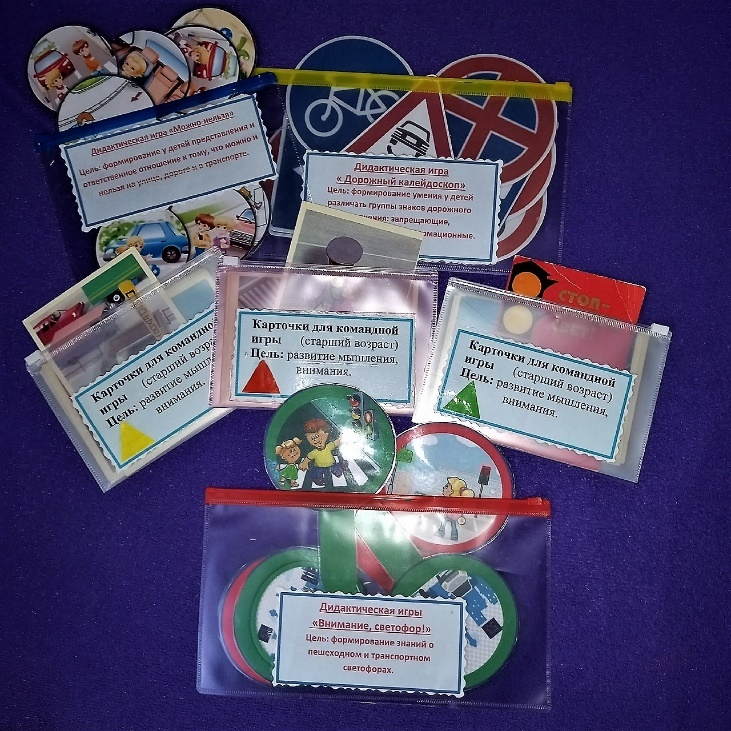 Дидактическая игра «Можно-нельзя»
Цель: формирование у детей представления и
ответственное отношение к тому, что можно и
нельзя на улице, дороге и в транспорте.
Дидактическая игра
« Дорожный калейдоскоп»
Цель: формирование умения у детей
различать группы знаков дорожного
запрещающие,
Карточки для командной
игры (старший возраст)
Цель: развитие мышления,
внимания.
Карточки для командной
игры (старший возраст)
Цель: развитие мышления,
внимания.
СТОП-
Карточки для командной
игры (старший возраст)
Цель: развитие мышления,
внимания.
Дидактическая игры
«Внимание, светофор!»
Цель: формирование знаний о
пешеходном и транспортном
светофорах.